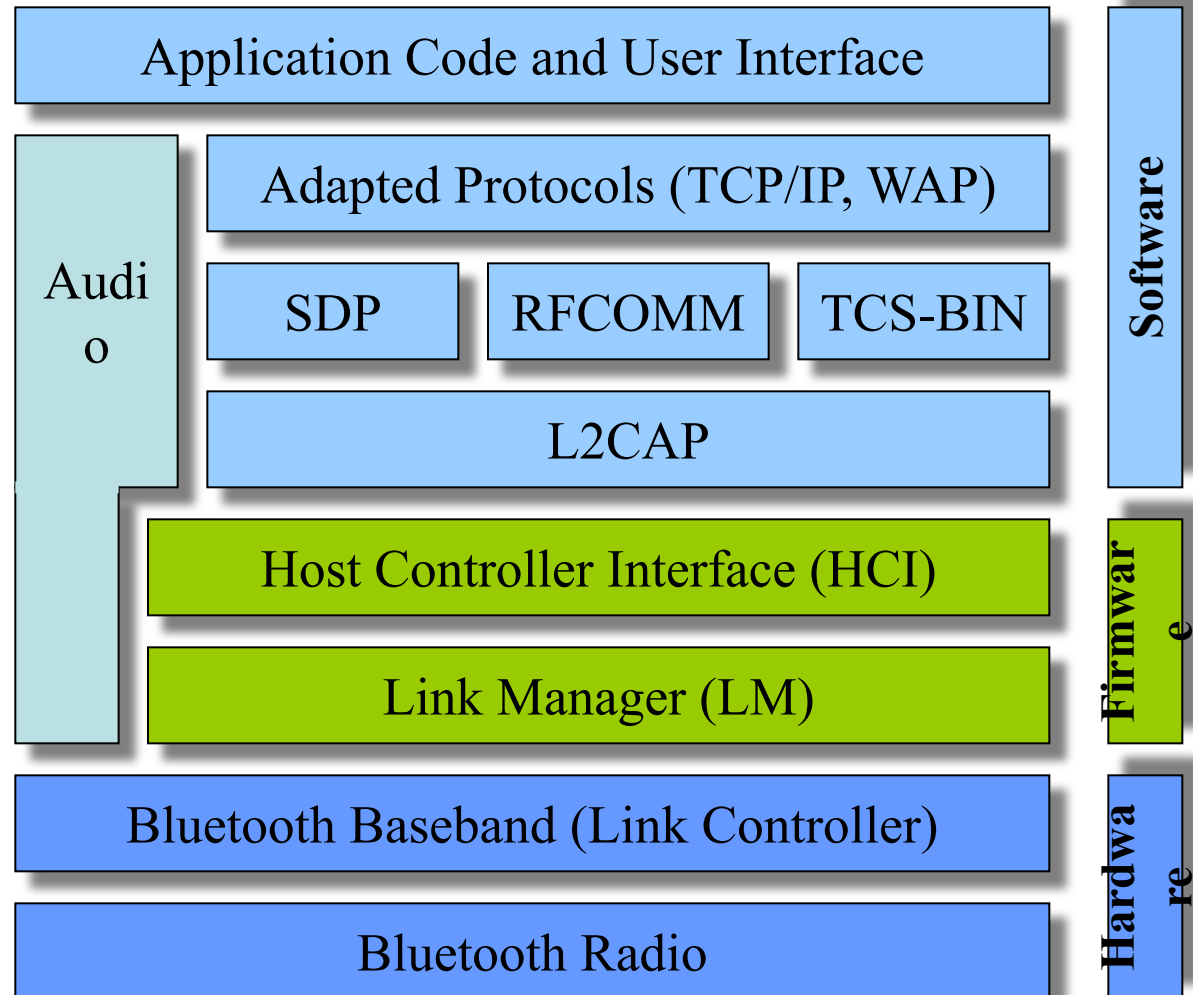 Application Code and User Interface
Adapted Protocols (TCP/IP, WAP)
Audi
o
SDP
RFCOMM
TCS-BIN
L2CAP
Host Controller Interface (HCI)
Link Manager (LM)
Bluetooth Baseband (Link Controller)
Bluetooth Radio
Software
Firmwar
e
Hardwa
re